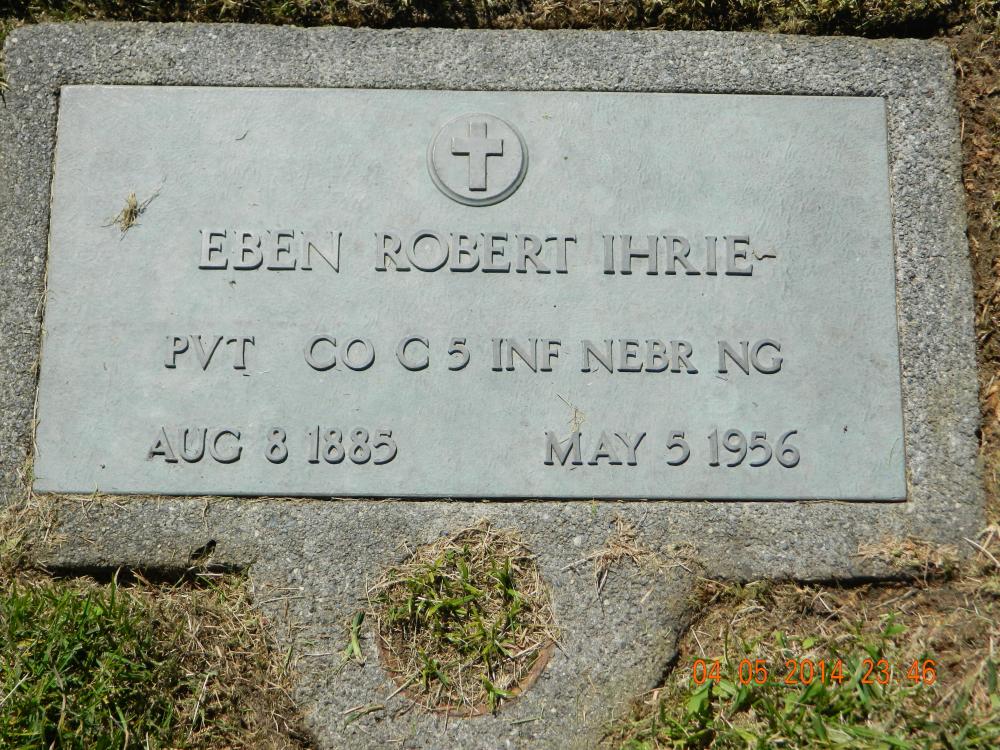 EBEN ROBERT IHRIE
PVT CO C 5 INF NEBR NG
AUG 8 1885 MAY 5 1956
04 05 2014 23 46